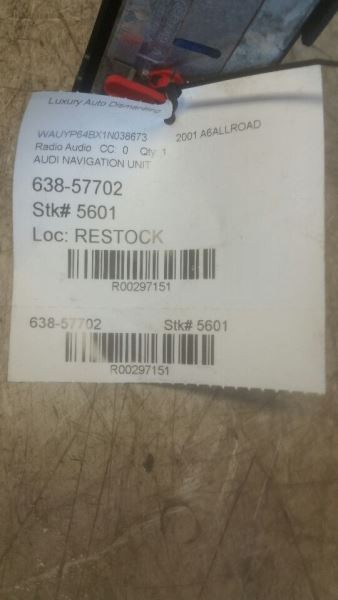 Luxury Auto Dismantling
WAUYP64BX1N038673 2001 A6ALLROAD
Radio Audio CC: 0 Qty: 1
AUDI NAVIGATION UNIT
638-57702
Stk# 5601
Loc: RESTOCK
R00297151
638-57702 Stk# 5601
R00297151